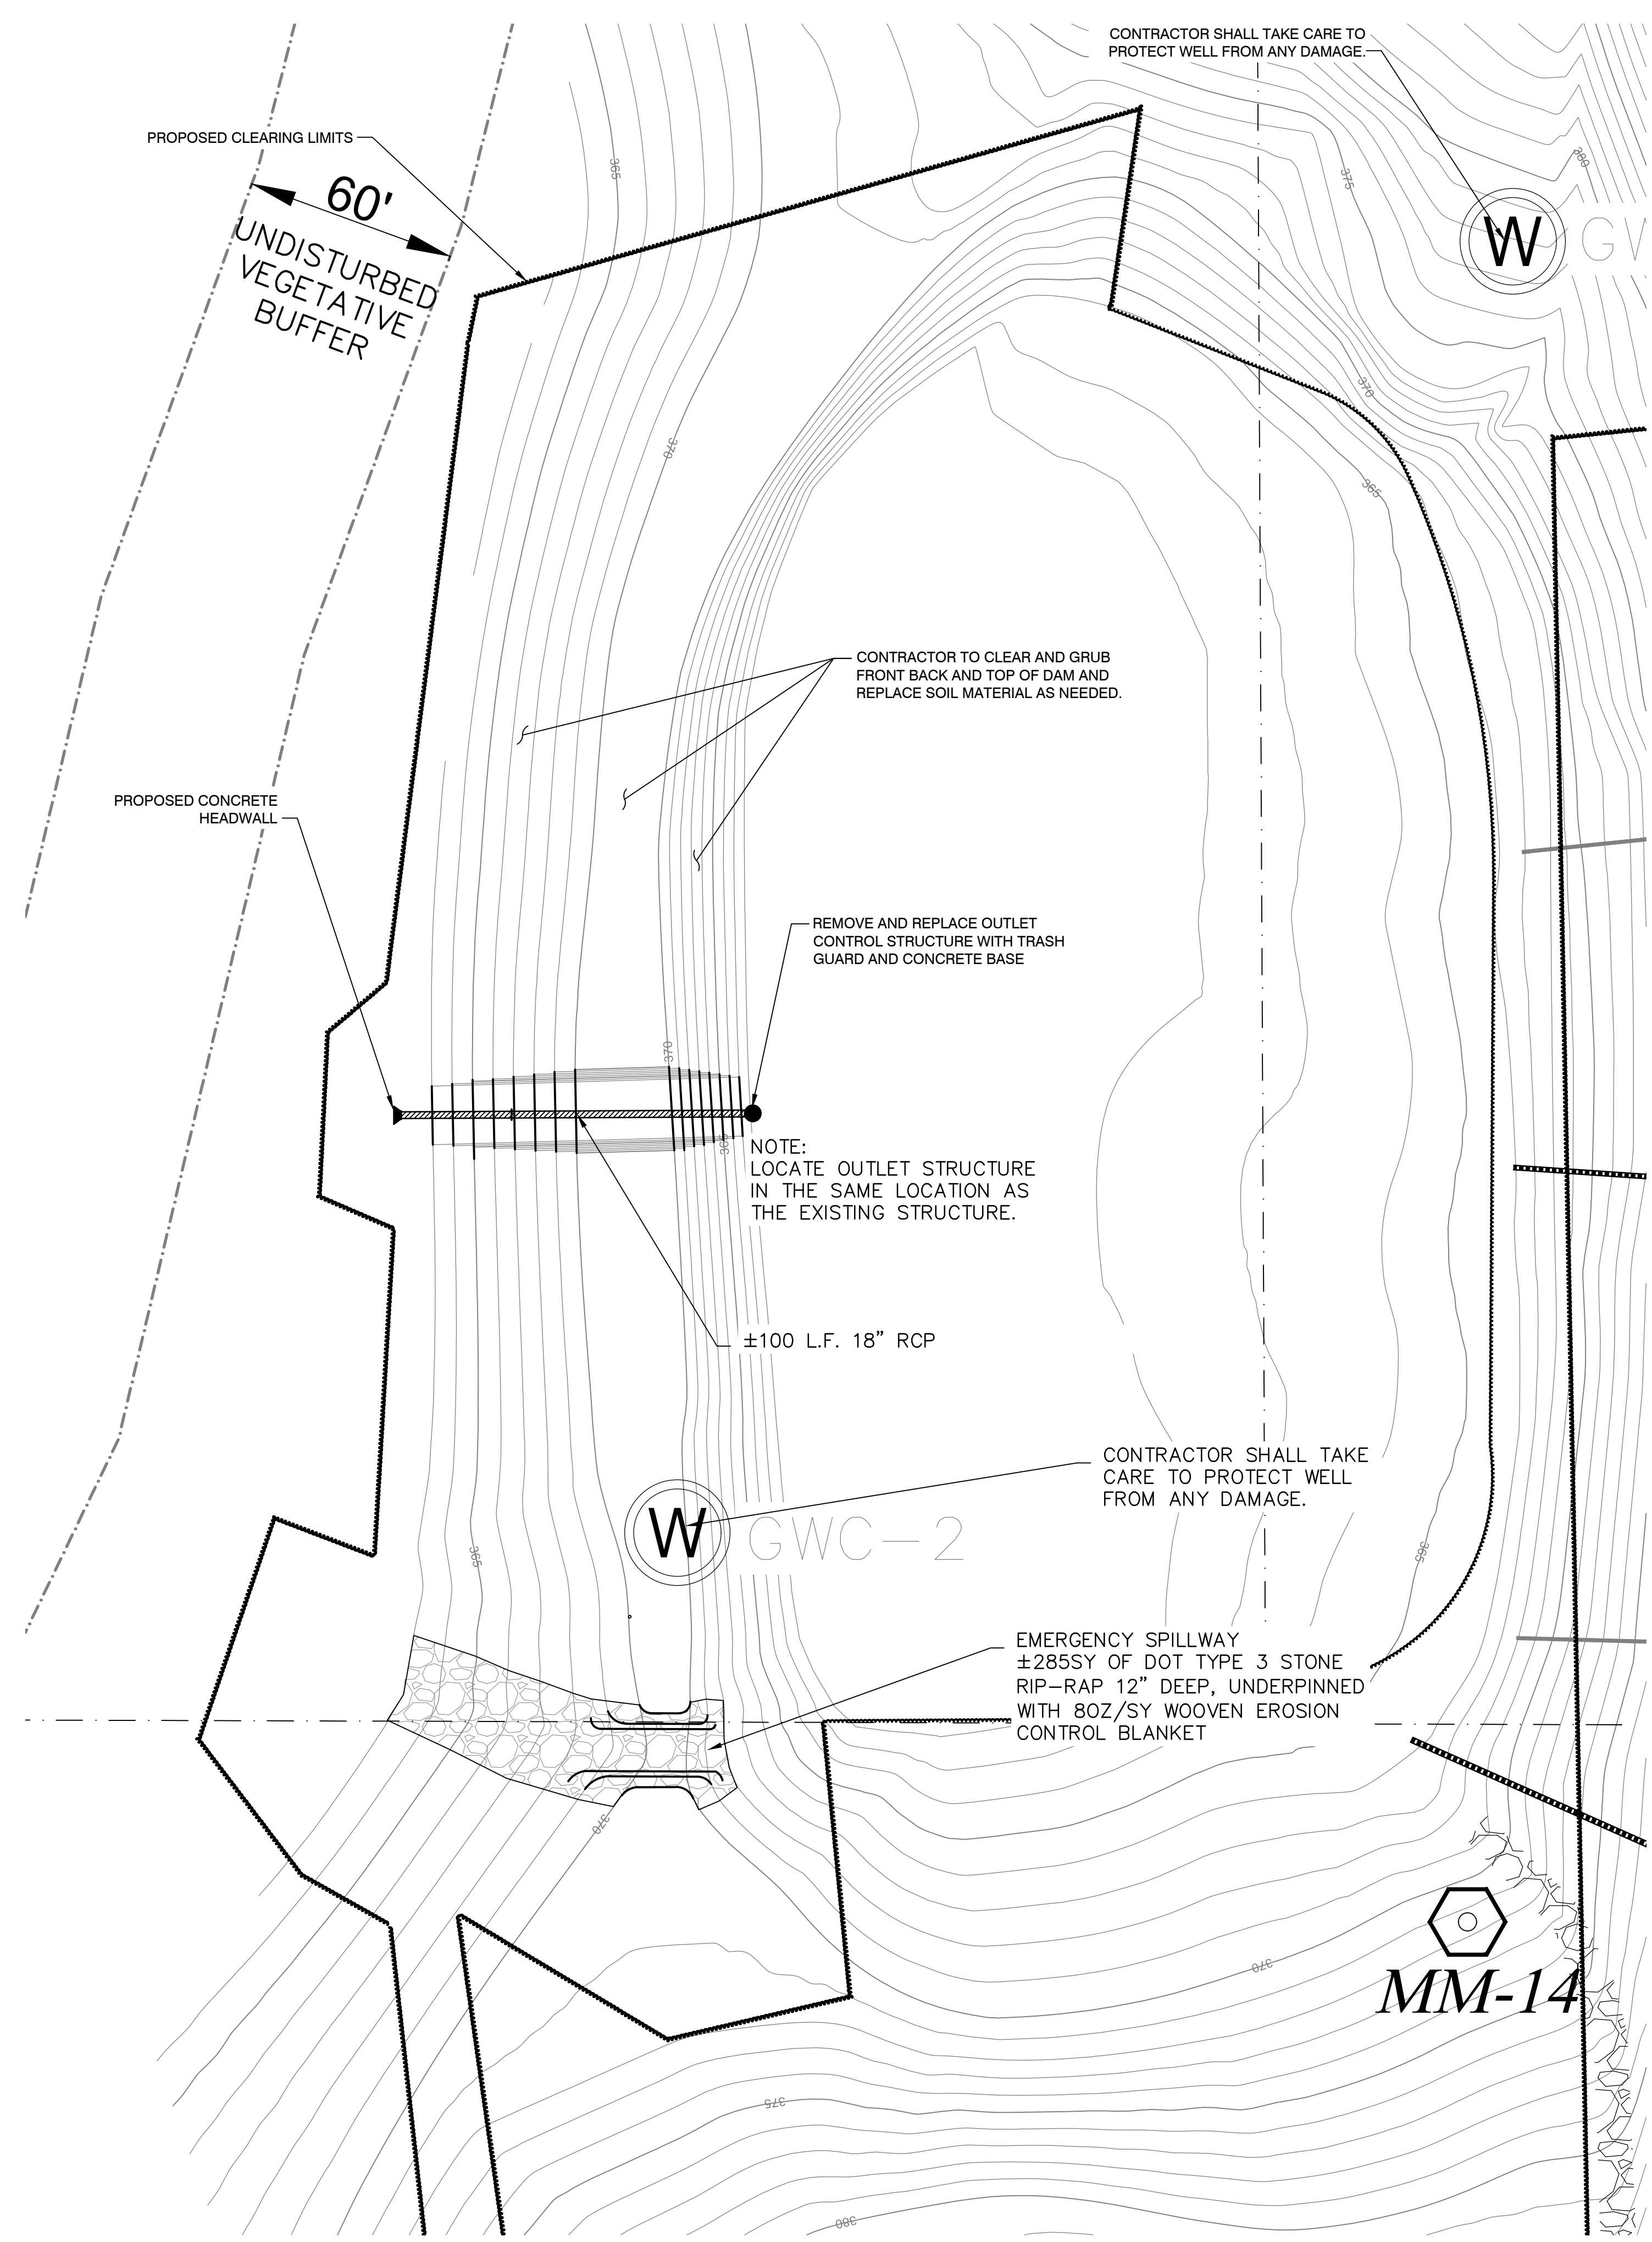 CONTRACTOR SHALL TAKE CARE TO
PROTECT WELL FROM ANY DAMAGE.
PROPOSED CLEARING LIMITS
60'
UNDISTURBED
VEGETATIVE
BUFFER
365
375
380
W
370
370
365
CONTRACTOR TO CLEAR AND GRUB
FRONT BACK AND TOP OF DAM AND
REPLACE SOIL MATERIAL AS NEEDED.
PROPOSED CONCRETE
HEADWALL
REMOVE AND REPLACE OUTLET
CONTROL STRUCTURE WITH TRASH
GUARD AND CONCRETE BASE
370
365
NOTE:
LOCATE OUTLET STRUCTURE
IN THE SAME LOCATION AS
THE EXISTING STRUCTURE.
±100 L.F. 18” RCP
CONTRACTOR SHALL TAKE
CARE TO PROTECT WELL
FROM ANY DAMAGE.
W GWC-2
365
365
EMERGENCY SPILLWAY
±285SY OF DOT TYPE 3 STONE
RIP-RAP 12” DEEP, UNDERPINNED
WITH 8OZ/SY WOOVEN EROSION
CONTROL BLANKET
370
370
MM-14
375
380